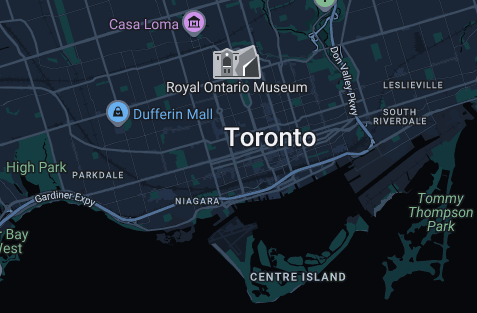 Casa Loma
Royal Ontario Museum
Don Valley Pkwy
LESLIEVILLE
Dufferin Mall
SOUTH
RIVERDALE
Toronto
High Park
PARKDALE
Gardiner Expy
NIAGARA
Tommy
Thompson
Park
Bay
West
CENTRE ISLAND